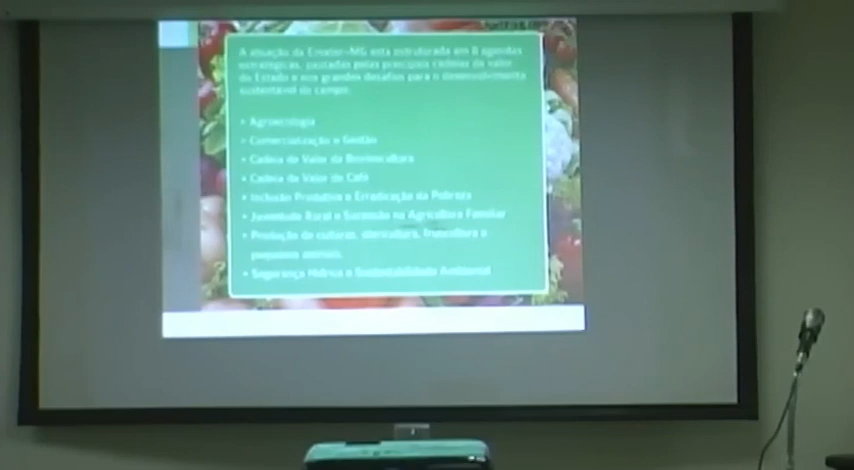 A atuação da Emater-MG está estruturada em 8 agendas
estratégicas, pautadas pelas principais cadeias de valor
do Estado e nos grandes desafios para o desenvolvimento
sustentável do campo.
• Agroecologia
• Comercialização e Gestão
• Cadeia de Valor da Bovinocultura
• Cadeia de Valor do Café
• Inclusão Produtiva e Erradicação da Pobreza
• Juventude Rural e Sucessão na Agricultura Familiar
• Produção de culturas, olericultura, fruticultura e
pequenos animais.
• Segurança Hídrica e Sustentabilidade Ambiental